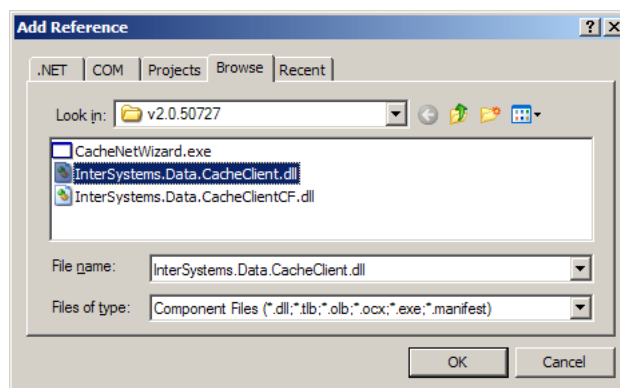 Add Reference
.NET COM Projects Browse Recent
Look in: v2.0.50727
CacheNetWizard.exe
InterSystems.Data.CacheClient.dll
InterSystems.Data.CacheClientCF.dll
File name: InterSystems.Data.CacheClient.dll
Files of type: Component Files (*.dll;*.tlb;*.olb;*.ocx;*.exe;*.manifest)
OK Cancel